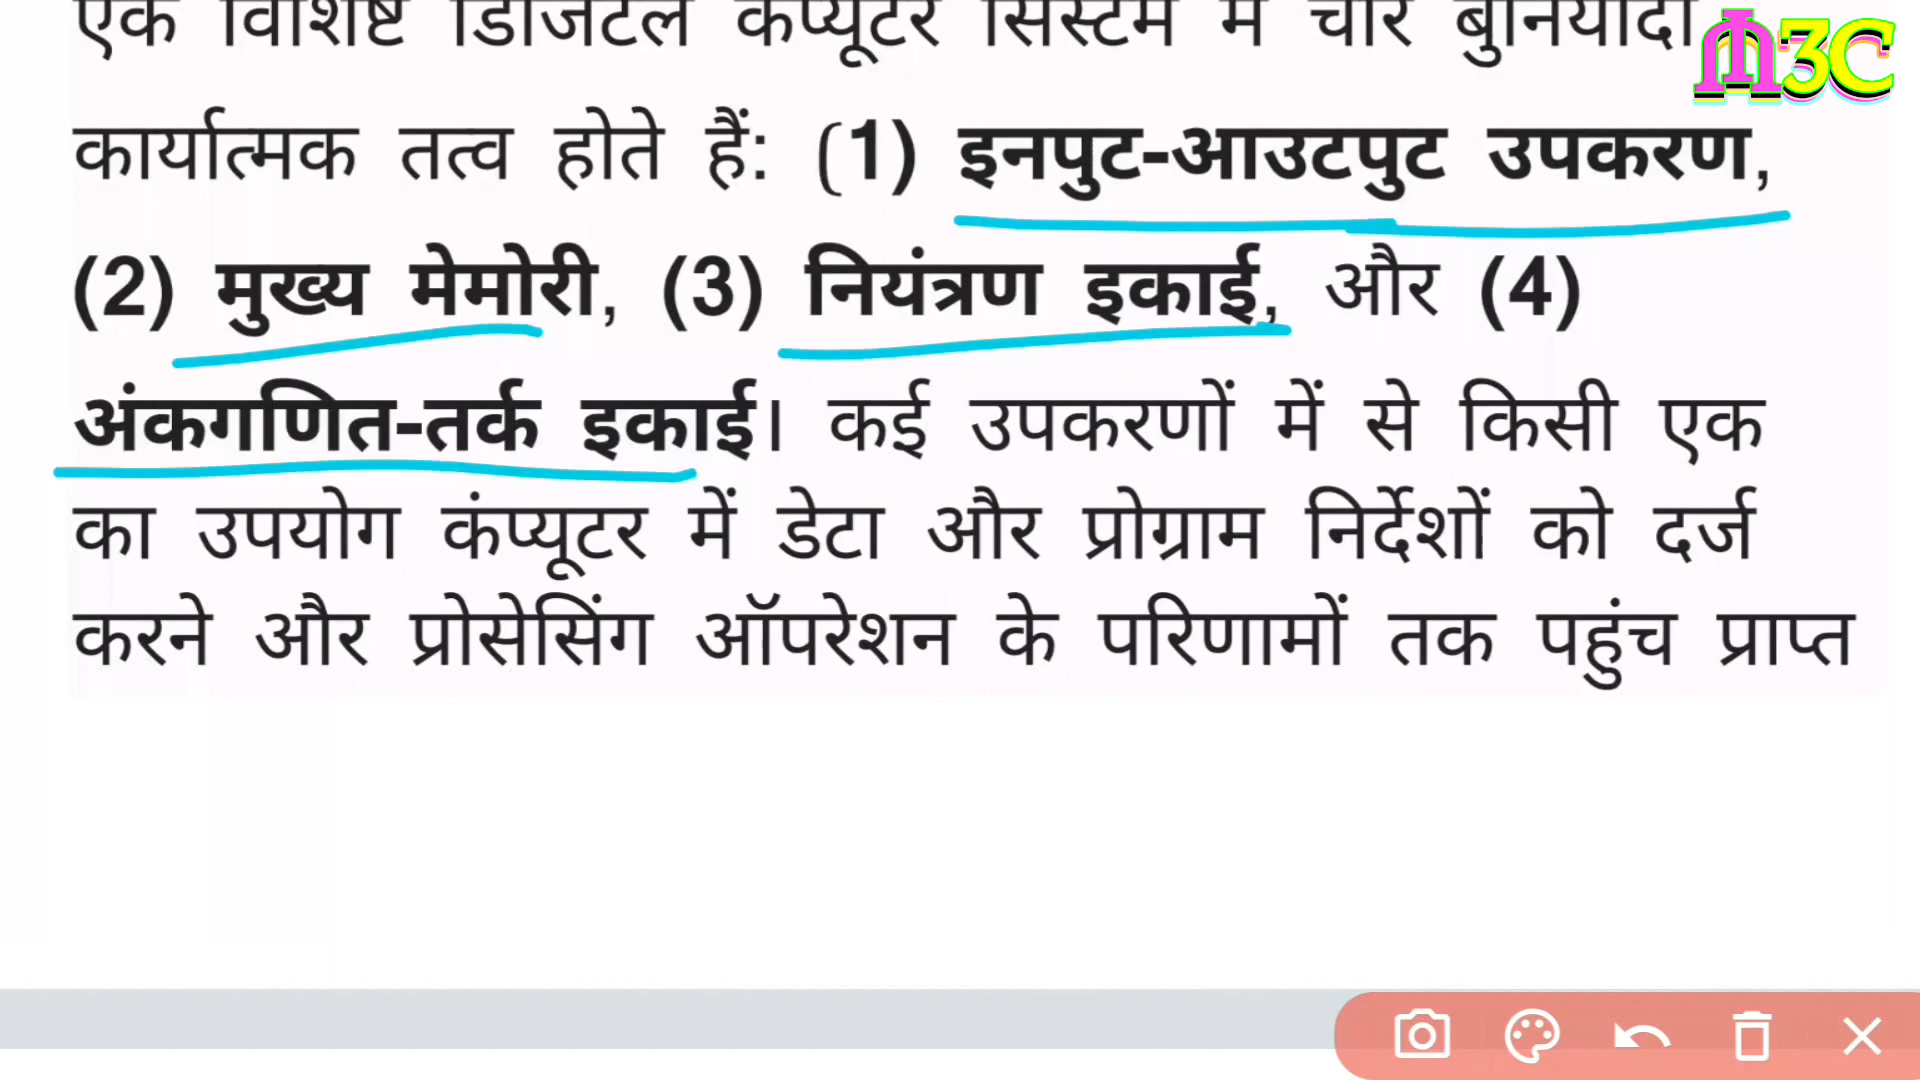 एक विशिष्ट डिजिटल कंप्यूटर सिस्टम में चार बुनियादी
कार्यात्मक तत्व होते हैं: (1) इनपुट-आउटपुट उपकरण,
(2) मुख्य मेमोरी, (3) नियंत्रण इकाई, और (4)
अंकगणित-तर्क इकाई। कई उपकरणों में से किसी एक
का उपयोग कंप्यूटर में डेटा और प्रोग्राम निर्देशों को दर्ज
करने और प्रोसेसिंग ऑपरेशन के परिणामों तक पहुंच प्राप्त